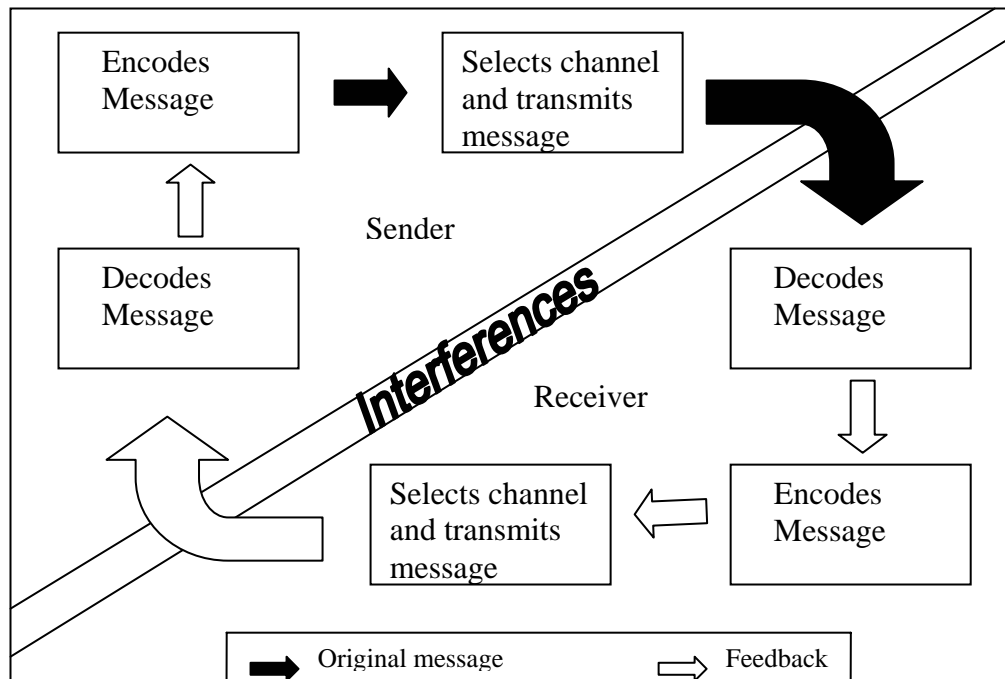 Encodes
Message
Selects channel
and transmits
message
Sender
Decodes
Message
Decodes
Message
Interferences
Receiver
Selects channel
and transmits
message
Encodes
Message
Original message
Feedback